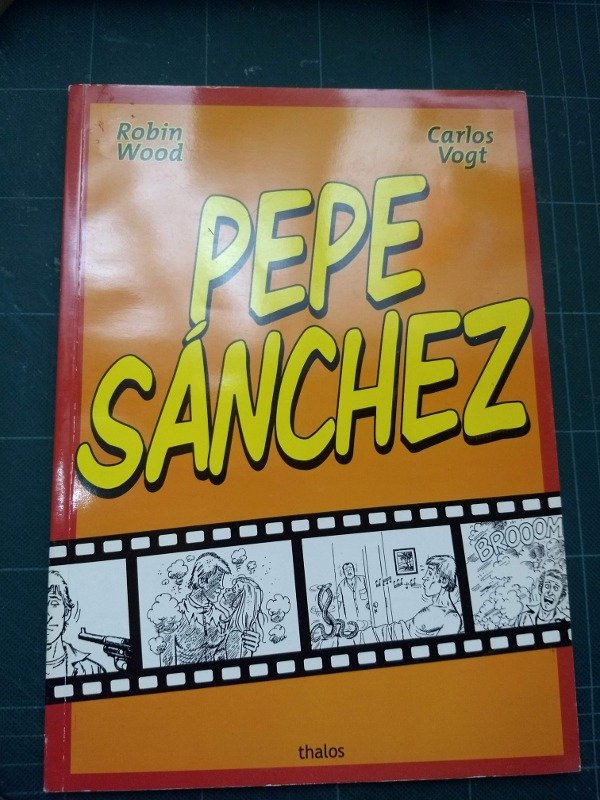 Robin
Wood
Carlos
Vogt
PEPE
SÁNCHEZ
BROOOM
thalos